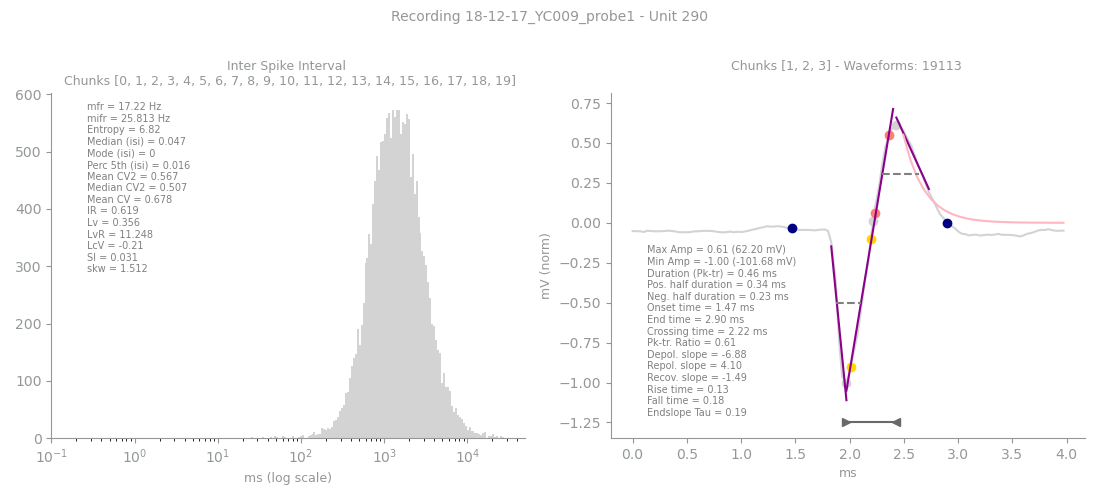 Recording 18-12-17_YC009_probe1 - Unit 290
Inter Spike Interval
Chunks [0, 1, 2, 3, 4, 5, 6, 7, 8, 9, 10, 11, 12, 13, 14, 15, 16, 17, 18, 19]
600
500
400
300
200
100
0
mfr = 17.22 Hz
mifr = 25.813 Hz
Entropy = 6.82
Median (isi) = 0.047
Mode (isi) = 0
Perc 5th (isi) = 0.016
Mean CV2 = 0.567
Median CV2 = 0.507
Mean CV = 0.678
IR = 0.619
Lv = 0.356
LvR = 11.248
LcV = -0.21
SI = 0.031
skw = 1.512
10⁻¹ 10⁰ 10¹ 10² 10³ 10⁴
ms (log scale)
Chunks [1, 2, 3] - Waveforms: 19113
mV (norm)
0.75
0.50
0.25
0.00
−0.25
−0.50
−0.75
−1.00
−1.25
Max Amp = 0.61 (62.20 mV)
Min Amp = -1.00 (-101.68 mV)
Duration (Pk-tr) = 0.46 ms
Pos. half duration = 0.34 ms
Neg. half duration = 0.23 ms
Onset time = 1.47 ms
End time = 2.90 ms
Crossing time = 2.22 ms
Pk-tr. Ratio = 0.61
Depol. slope = -6.88
Repol. slope = 4.10
Recov. slope = -1.49
Rise time = 0.13
Fall time = 0.18
Endslope Tau = 0.19
0.0 0.5 1.0 1.5 2.0 2.5 3.0 3.5 4.0
ms